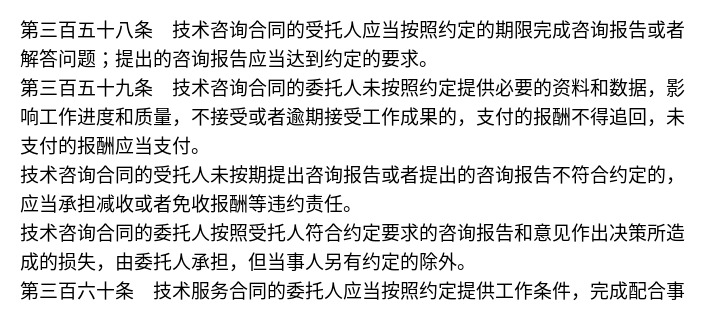 第三百五十八条　技术咨询合同的受托人应当按照约定的期限完成咨询报告或者
解答问题；提出的咨询报告应当达到约定的要求。
第三百五十九条　技术咨询合同的委托人未按照约定提供必要的资料和数据，影
响工作进度和质量，不接受或者逾期接受工作成果的，支付的报酬不得追回，未
支付的报酬应当支付。
技术咨询合同的受托人未按期提出咨询报告或者提出的咨询报告不符合约定的，
应当承担减收或者免收报酬等违约责任。
技术咨询合同的委托人按照受托人符合约定要求的咨询报告和意见作出决策所造
成的损失，由委托人承担，但当事人另有约定的除外。
第三百六十条　技术服务合同的委托人应当按照约定提供工作条件，完成配合事